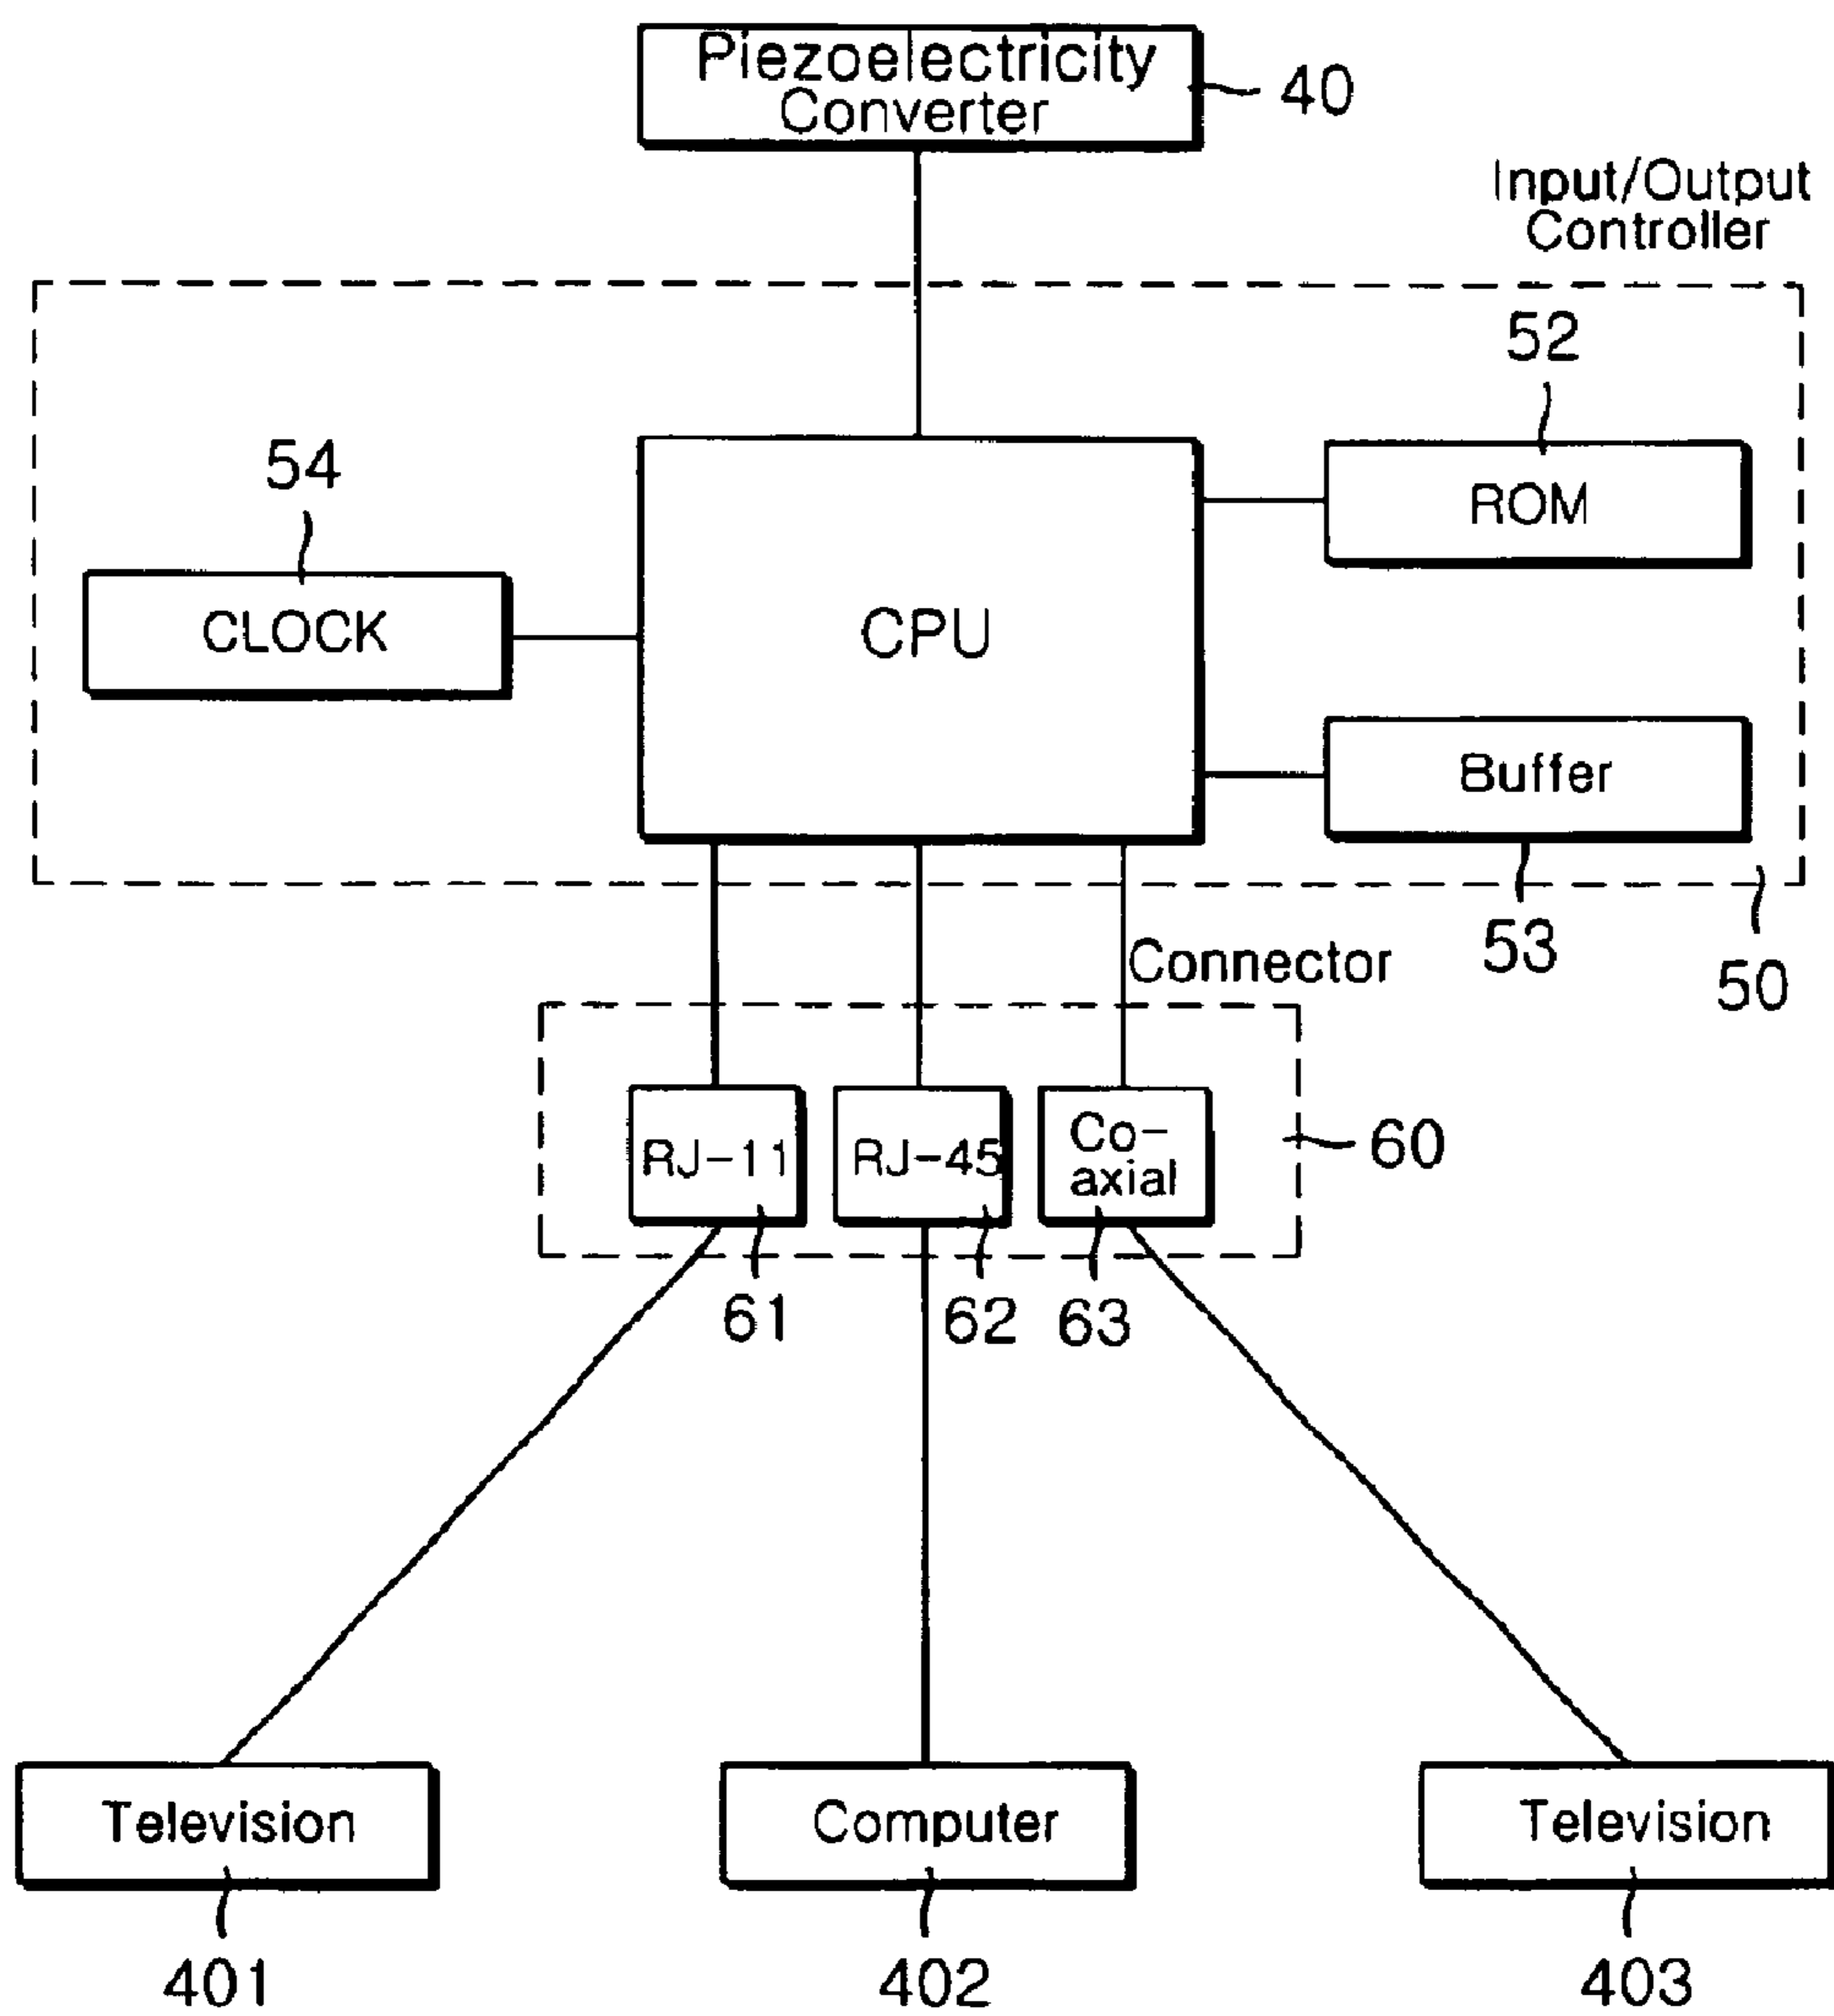 Piezoelectricity
Converter
40
Input/Output
Controller
52
54
ROM
CLOCK
CPU
Buffer
53
Connector
50
RJ-11
RJ-45
Co-
axial
60
61
62
63
Television
Computer
Television
401
402
403